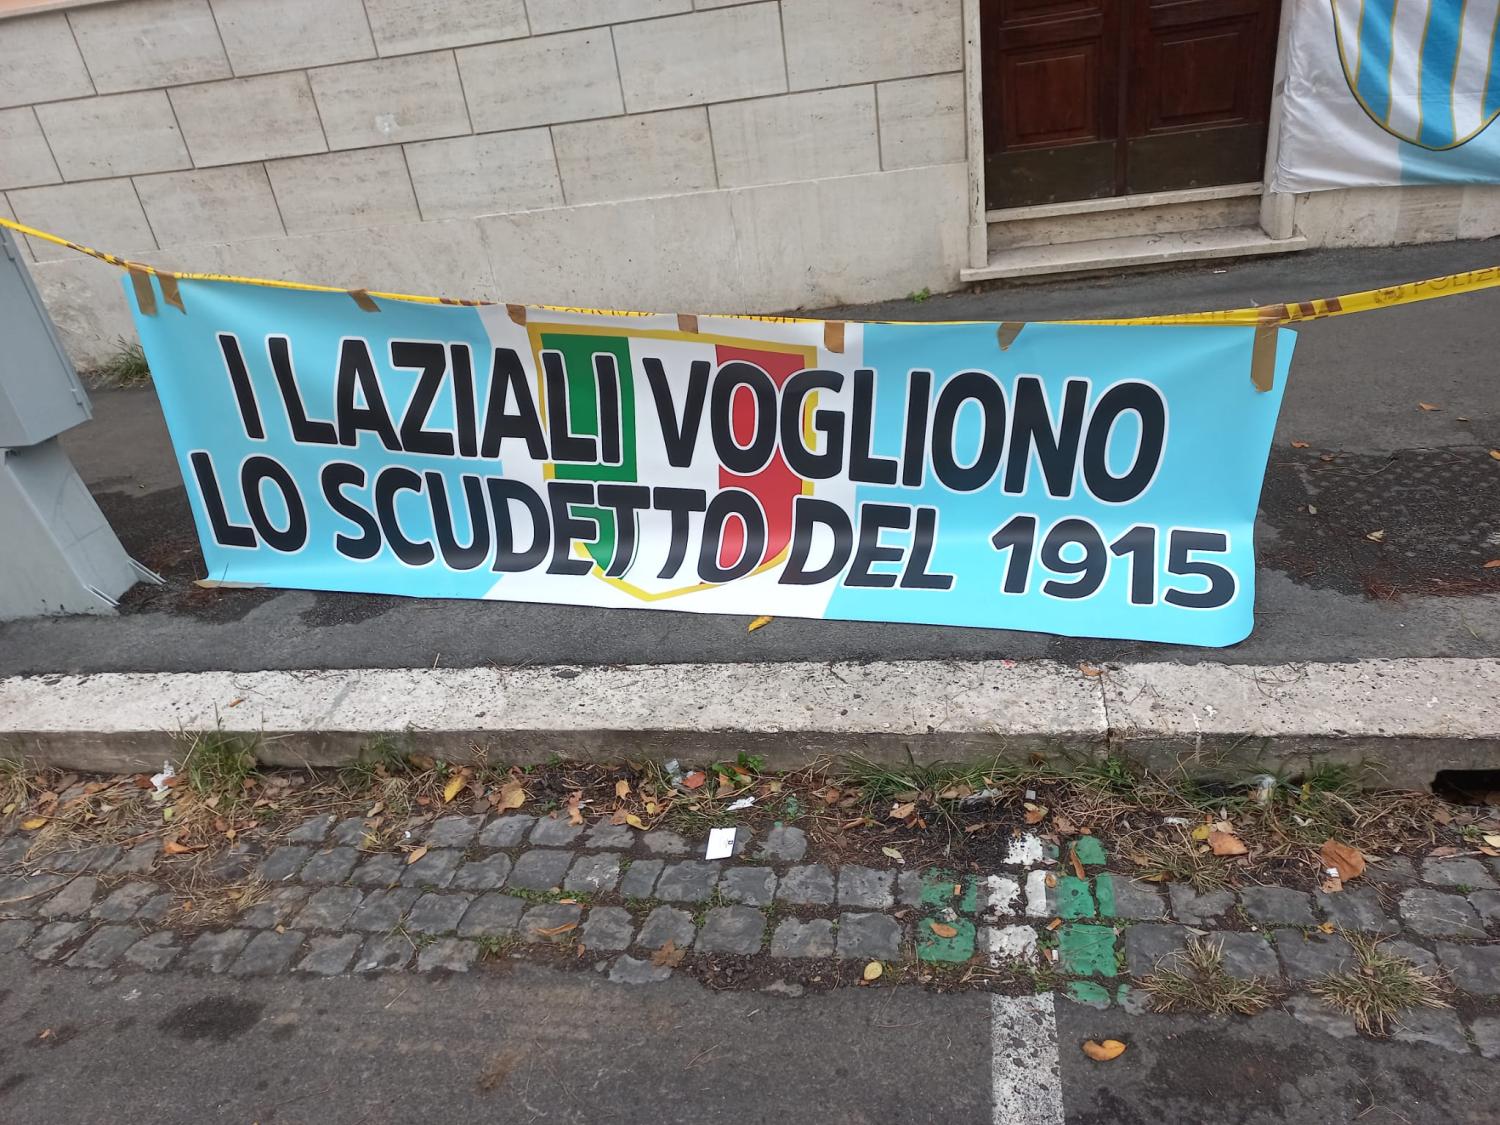 I LAZIALI VOGLIONO
LO SCUDETTO DEL 1915